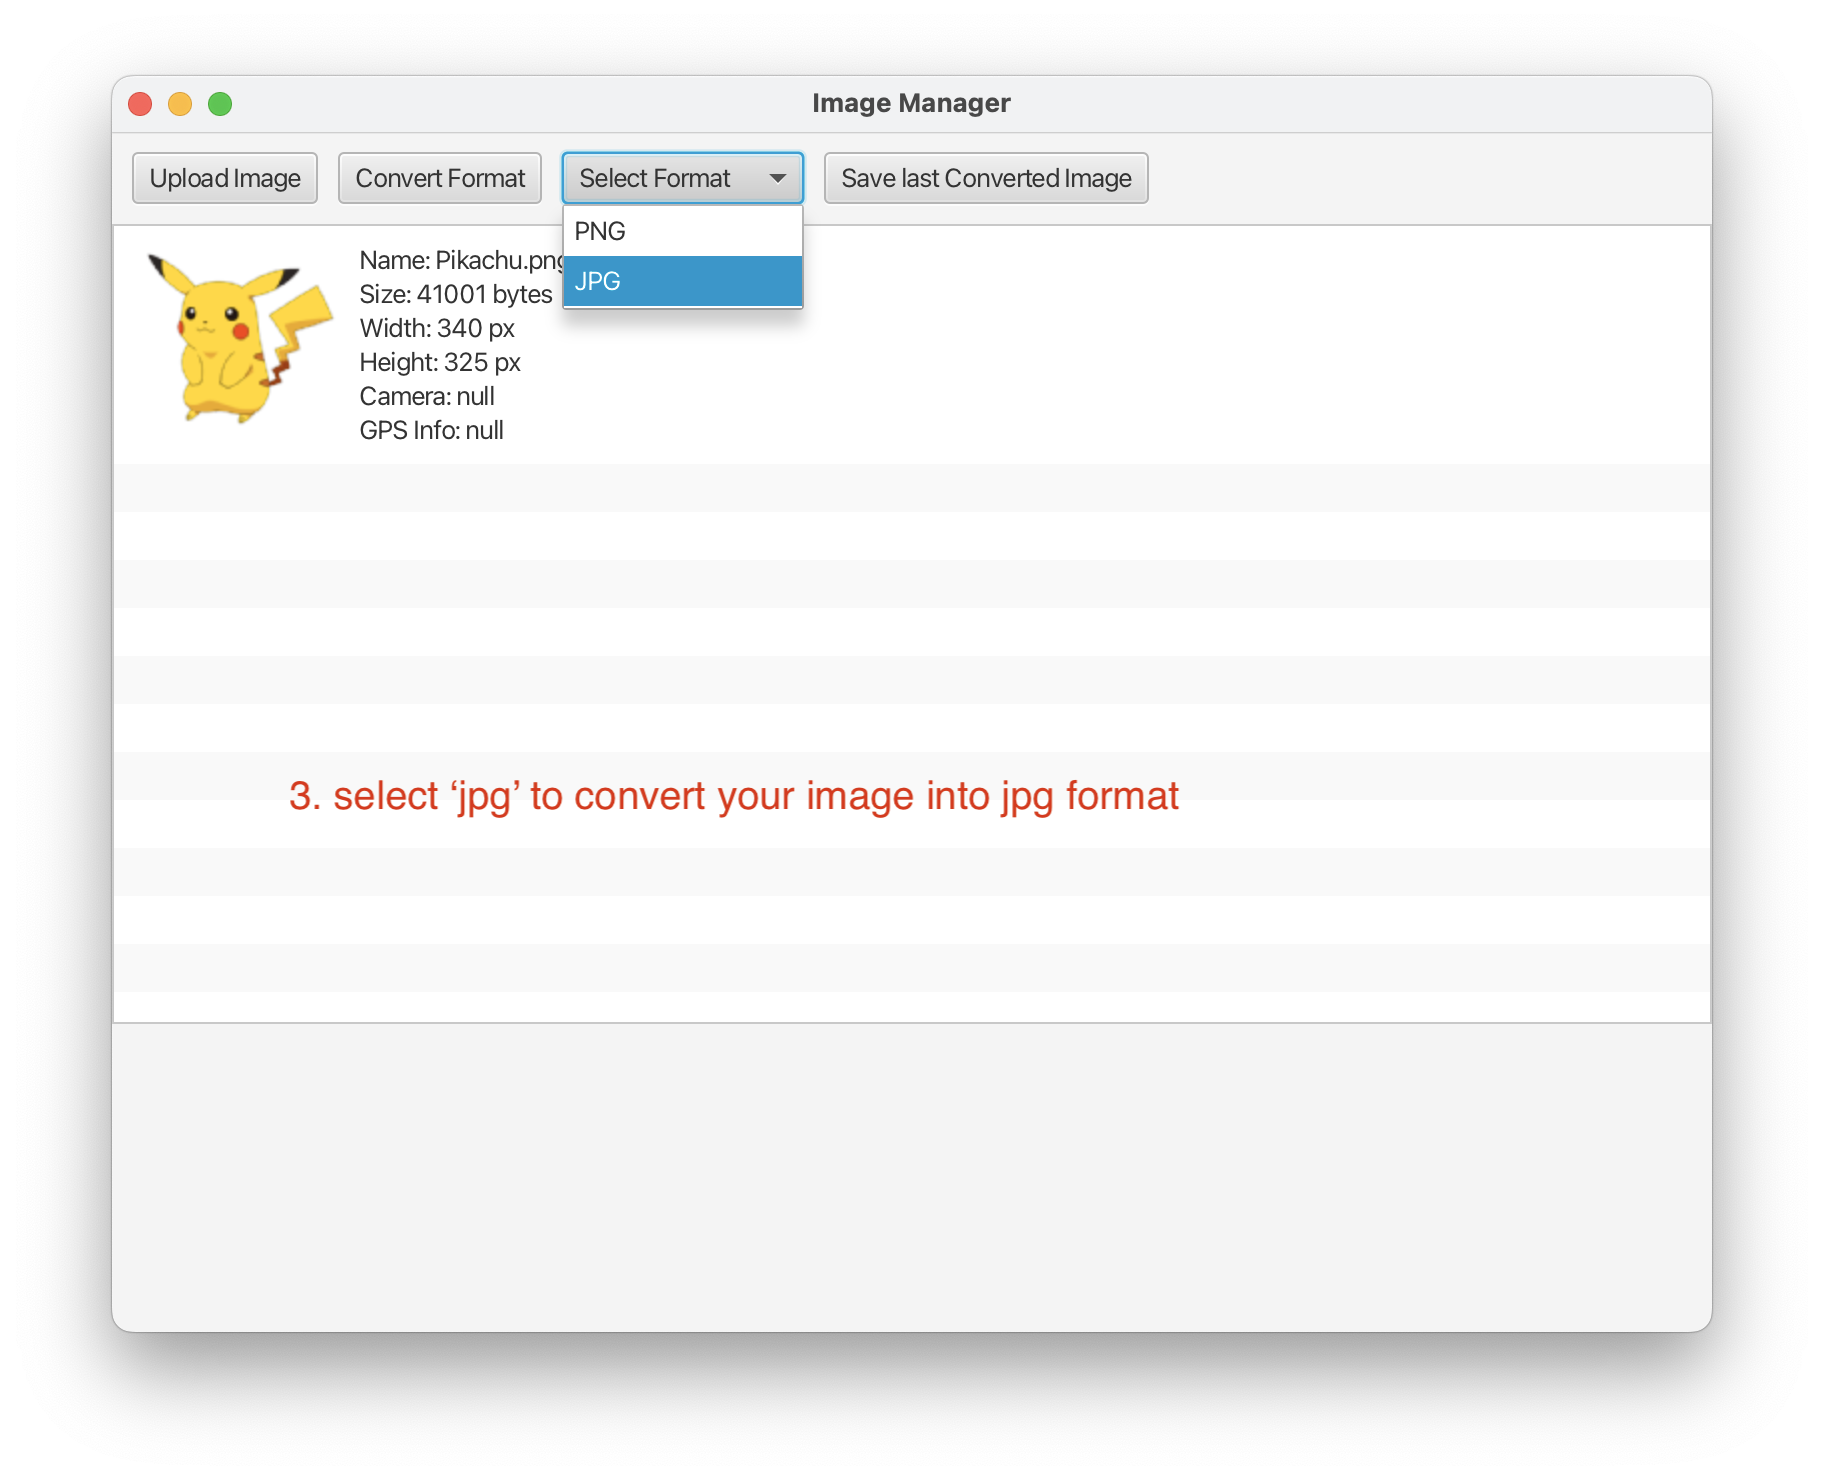 Image Manager
Upload Image
Convert Format
Select Format
Save last Converted Image
PNG
JPG
Name: Pikachu.png
Size: 41001 bytes
Width: 340 px
Height: 325 px
Camera: null
GPS Info: null
3. select ‘jpg’ to convert your image into jpg format